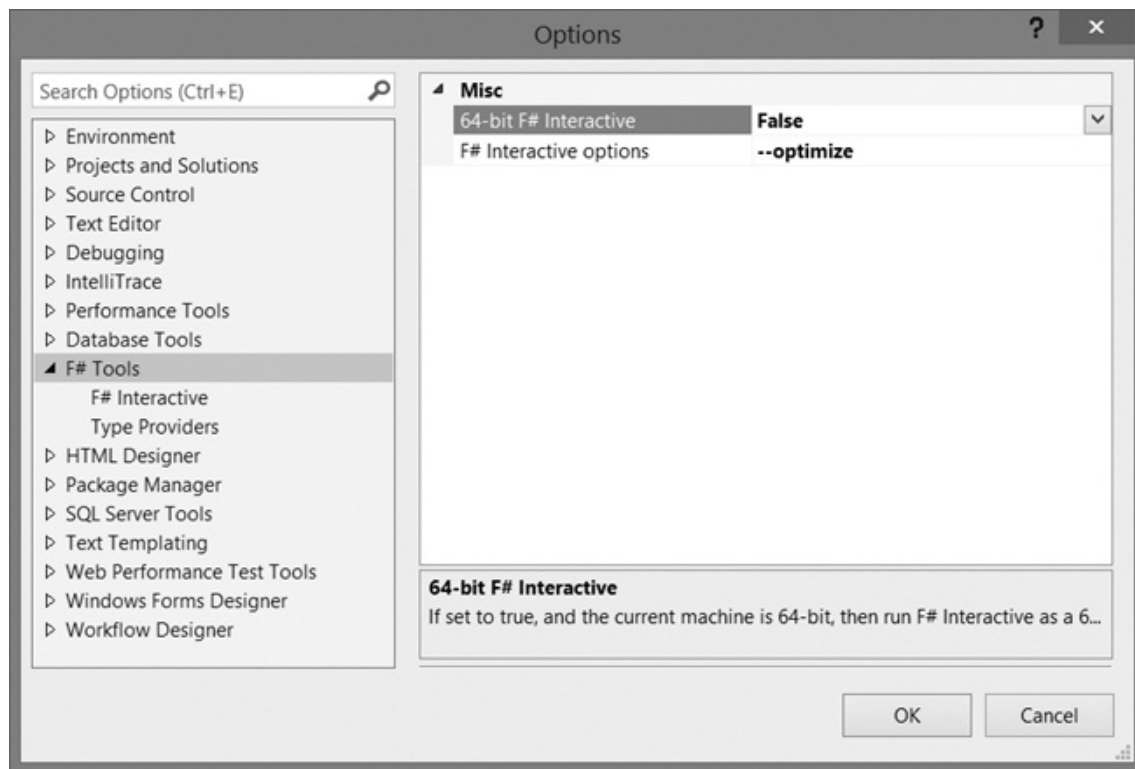 Options
?
×
Search Options (Ctrl+E)
Environment
Projects and Solutions
Source Control
Text Editor
Debugging
IntelliTrace
Performance Tools
Database Tools
F# Tools
F# Interactive
Type Providers
HTML Designer
Package Manager
SQL Server Tools
Text Templating
Web Performance Test Tools
Windows Forms Designer
Workflow Designer
Misc
64-bit F# Interactive False
F# Interactive options --optimize
64-bit F# Interactive
If set to true, and the current machine is 64-bit, then run F# Interactive as a 6...
OK Cancel